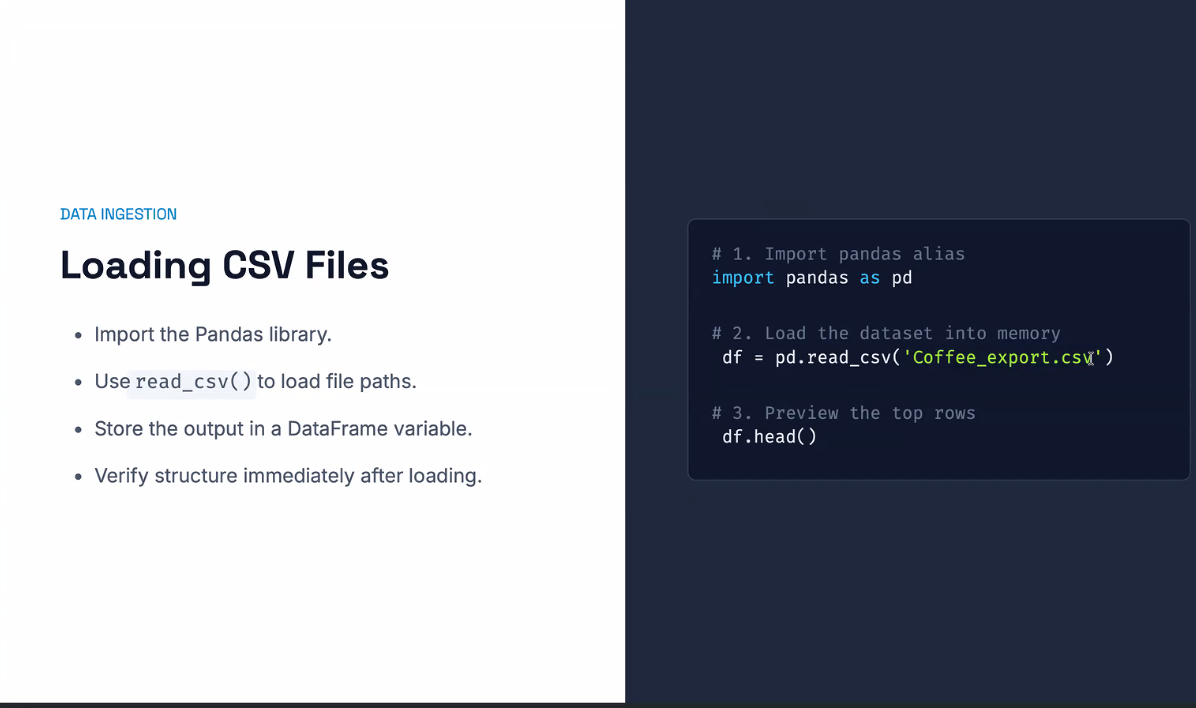 DATA INGESTION
Loading CSV Files
• Import the Pandas library.
• Use read_csv() to load file paths.
• Store the output in a DataFrame variable.
• Verify structure immediately after loading.
# 1. Import pandas alias
import pandas as pd
# 2. Load the dataset into memory
df = pd.read_csv('Coffee_export.csv')
# 3. Preview the top rows
df.head()